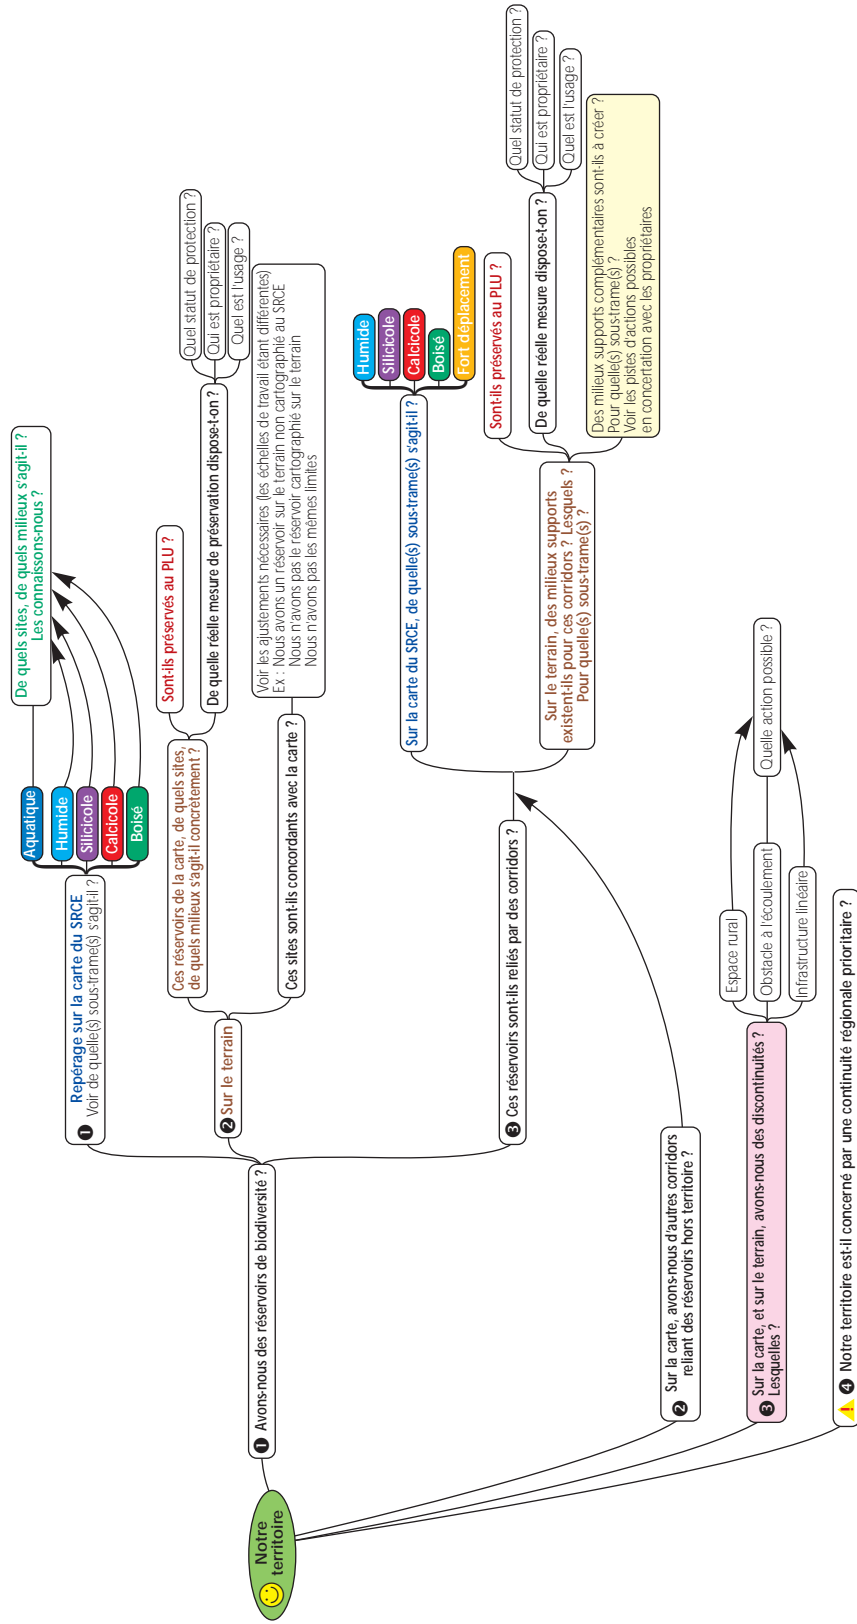 Notre
territoire
❶ Avons-nous des réservoirs de biodiversité ?
❶ Repérage sur la carte du SRCE
Voir de quelle(s) sous-trame(s) s'agit-il ?
Aquatique
Humide
Silicicole
Calcicole
Boisé
De quels sites, de quels milieux s'agit-il ?
Les connaissons-nous ?
❷ Sur le terrain
Ces réservoirs de la carte, de quels sites,
de quels milieux s'agit-il concrètement ?
Sont-ils préservés au PLU ?
De quelle réelle mesure de préservation dispose-t-on ?
Quel statut de protection ?
Qui est propriétaire ?
Quel est l'usage ?
Ces sites sont-ils concordants avec la carte ?
Voir les ajustements nécessaires (les échelles de travail étant différentes)
Ex : Nous avons un réservoir sur le terrain non cartographié au SRCE
Nous n'avons pas le réservoir cartographié sur le terrain
Nous n'avons pas les mêmes limites
❸ Ces réservoirs sont-ils reliés par des corridors ?
Sur la carte du SRCE, de quelle(s) sous-trame(s) s'agit-il ?
Humide
Silicicole
Calcicole
Boisé
Fort déplacement
Sur le terrain, des milieux supports
existent-ils pour ces corridors ? Lesquels ?
Pour quelle(s) sous-trame(s) ?
Sont-ils préservés au PLU ?
De quelle réelle mesure dispose-t-on ?
Quel statut de protection ?
Qui est propriétaire ?
Quel est l'usage ?
Des milieux supports complémentaires sont-ils à créer ?
Pour quelle(s) sous-trame(s) ?
Voir les pistes d'actions possibles
en concertation avec les propriétaires
❷ Sur la carte, avons-nous d'autres corridors
reliant des réservoirs hors territoire ?
❸ Sur la carte, et sur le terrain, avons-nous des discontinuités ?
Lesquelles ?
Espace rural
Obstacle à l'écoulement
Infrastructure linéaire
Quelle action possible ?
! ❹ Notre territoire est-il concerné par une continuité régionale prioritaire ?